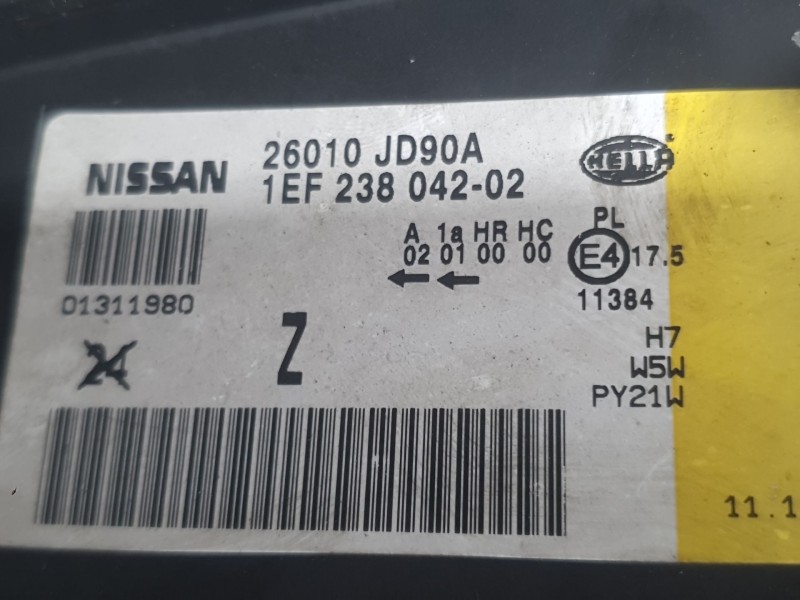 26010 JD90A
NISSAN
1EF 238 042-02
HELLA
A 1a HR HC
02 01 00 00
PL
E4 17.5
11384
01311980
24
Z
H7
W5W
PY21W
11.1